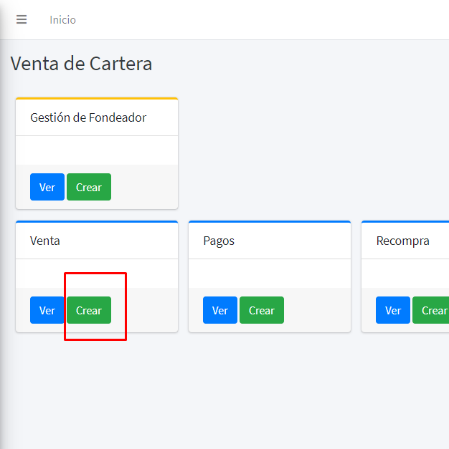 Inicio
Venta de Cartera
Gestión de Fondeador
Ver Crear
Venta Pagos Recompra
Ver Crear Ver Crear Ver Crear